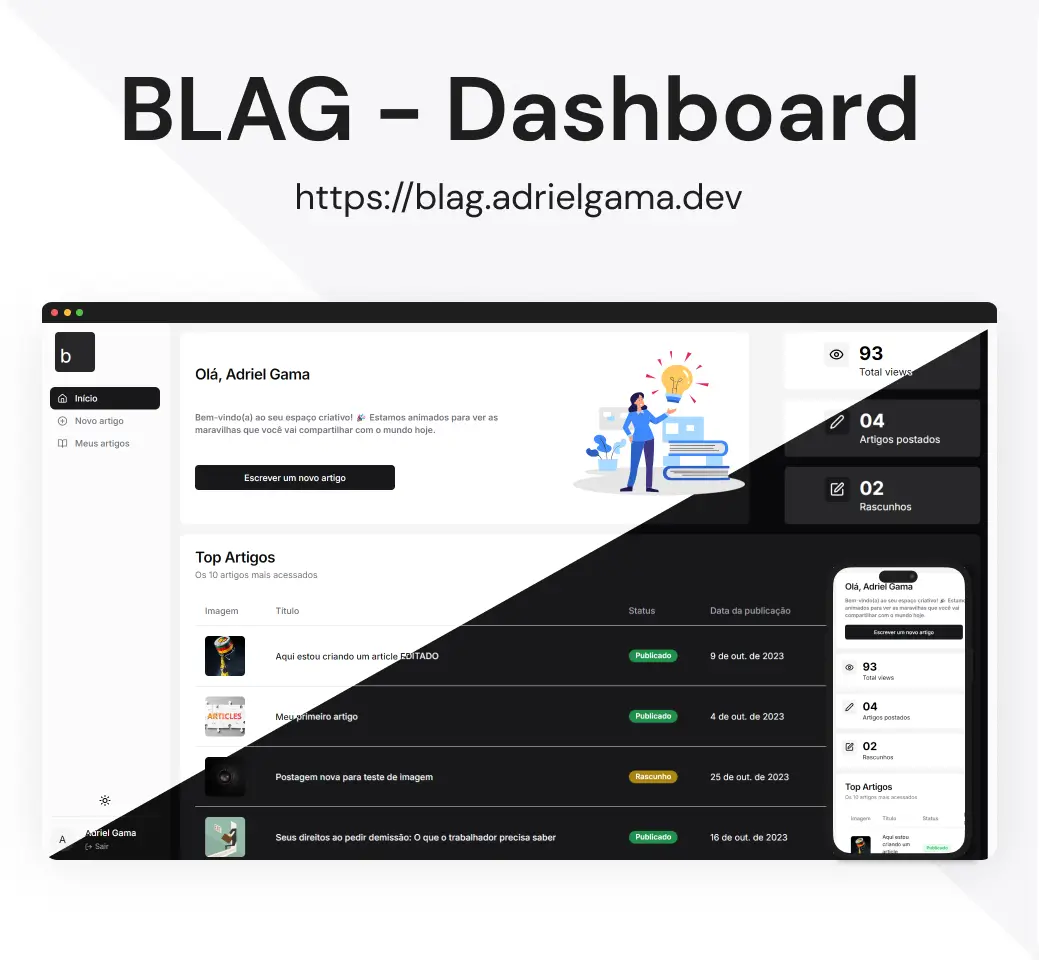 BLAG - Dashboard
https://blag.adrielgama.dev
b
Início
Novo artigo
Meus artigos
Adriel Gama
A
Sair
Olá, Adriel Gama
Bem-vindo(a) ao seu espaço criativo! 🎉 Estamos animados para ver as
maravilhas que você vai compartilhar com o mundo hoje.
Escrever um novo artigo
93
Total views
04
Artigos postados
02
Rascunhos
Top Artigos
Os 10 artigos mais acessados
Imagem Título Status Data da publicação
Aqui estou criando um article EDITADO Publicado 9 de out. de 2023
ARTICLES Meu primeiro artigo Publicado 4 de out. de 2023
Postagem nova para teste de imagem Rascunho 25 de out. de 2023
Seus direitos ao pedir demissão: O que o trabalhador precisa saber Publicado 16 de out. de 2023
Olá, Adriel Gama
Bem-vindo(a) ao seu espaço criativo! 🎉 Estamo
animados para ver as maravilhas que você vai
compartilhar com o mundo hoje.
Escrever um novo artigo
93
Total views
04
Artigos postados
02
Rascunhos
Top Artigos
Os 10 artigos mais acessados
Imagem Título Status
Aqui estou
criando um
article
Publicado